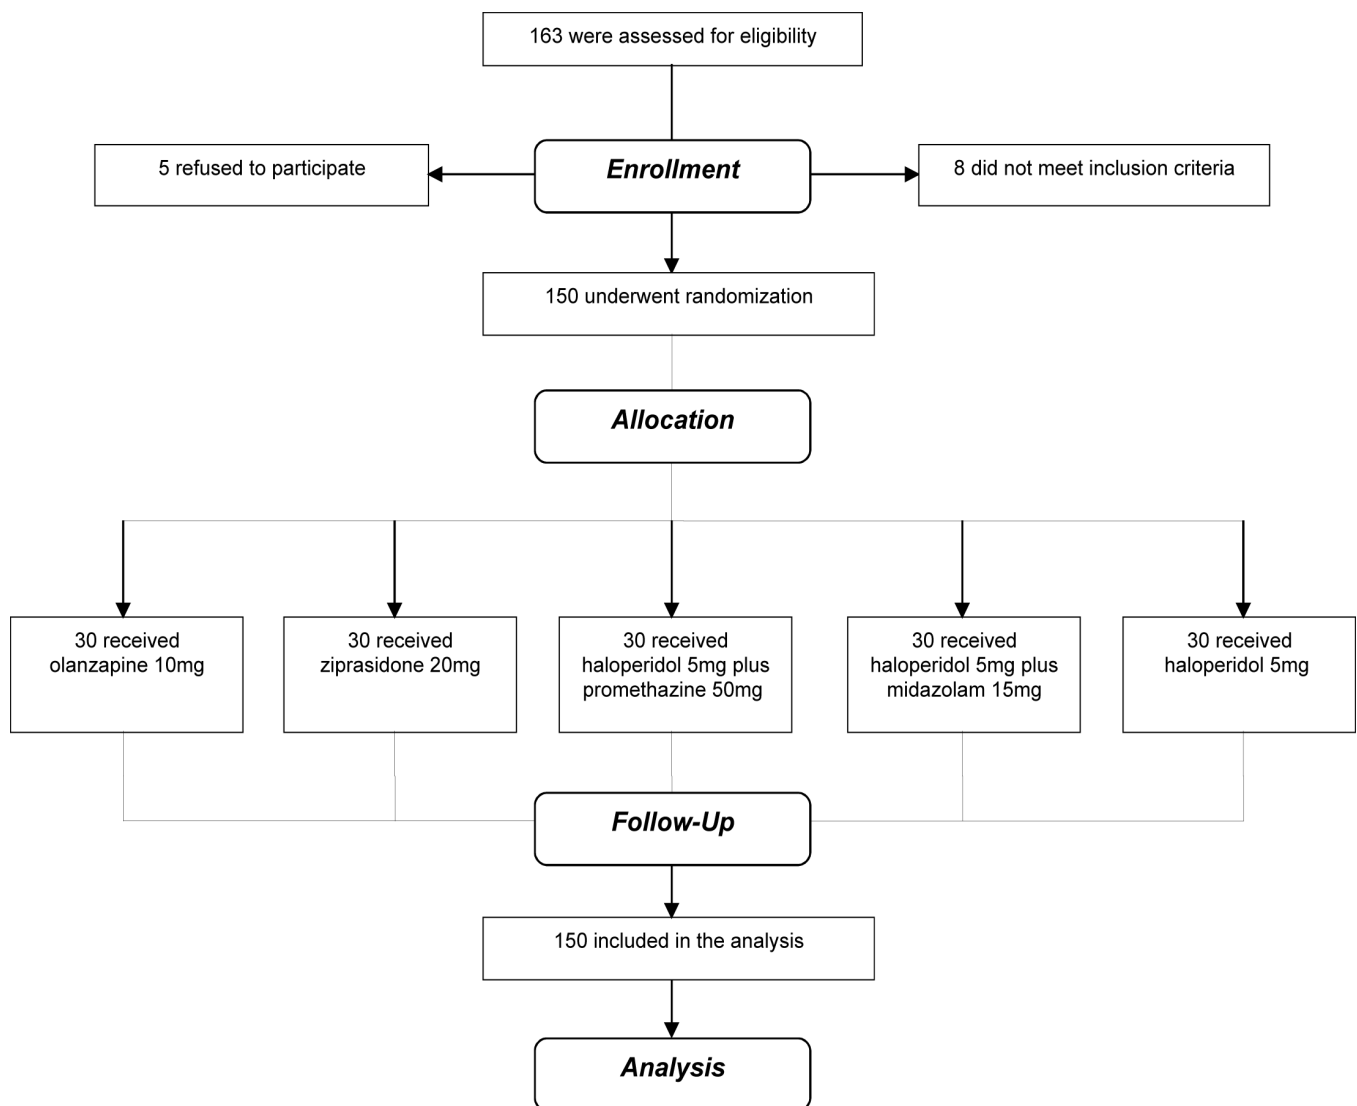 163 were assessed for eligibility
5 refused to participate
Enrollment
8 did not meet inclusion criteria
150 underwent randomization
Allocation
30 received
olanzapine 10mg
30 received
ziprasidone 20mg
30 received
haloperidol 5mg plus
promethazine 50mg
30 received
haloperidol 5mg plus
midazolam 15mg
30 received
haloperidol 5mg
Follow-Up
150 included in the analysis
Analysis